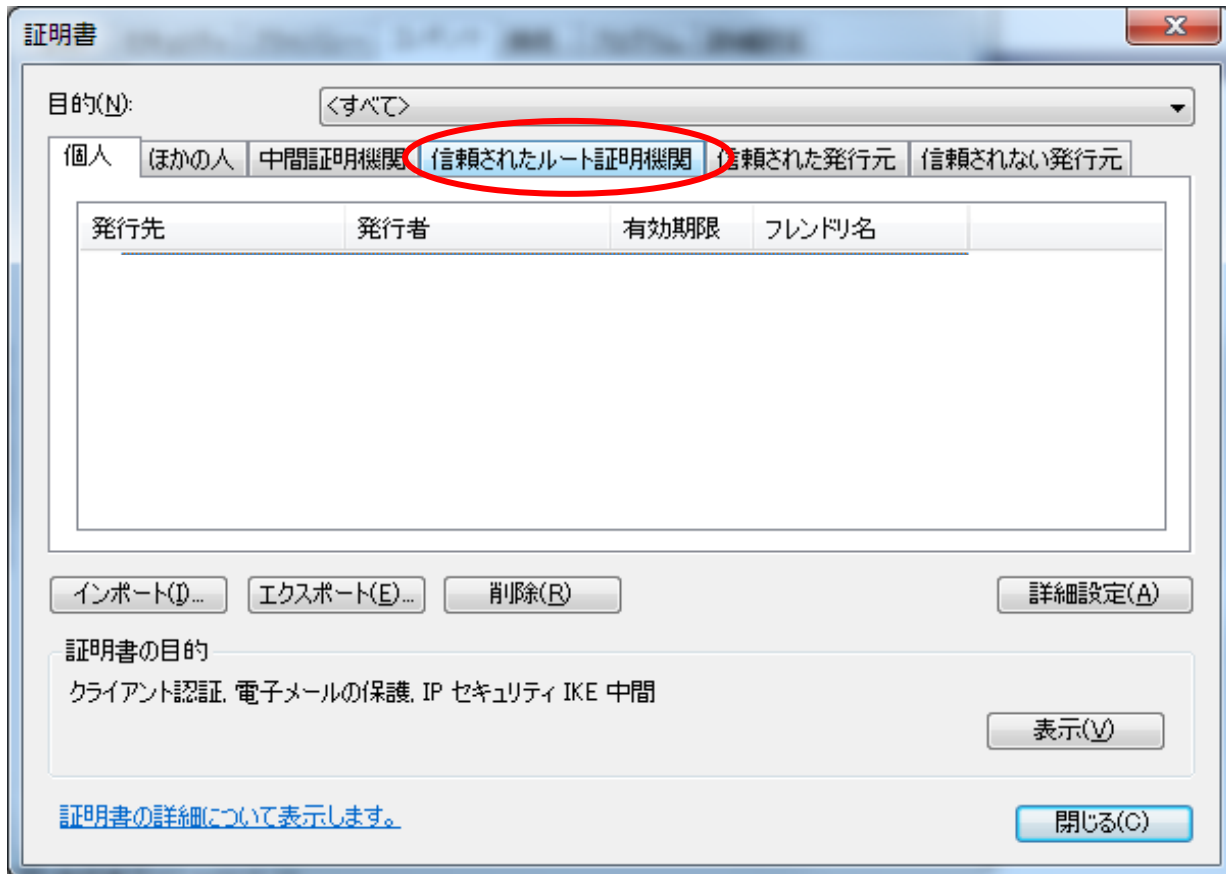 証明書
目的(N): <すべて>
個人 ほかの人 中間証明機関 信頼されたルート証明機関 信頼された発行元 信頼されない発行元
発行先 発行者 有効期限 フレンドリ名
インポート(I)... エクスポート(E)... 削除(R) 詳細設定(A)
証明書の目的
クライアント認証, 電子メールの保護, IP セキュリティ IKE 中間
表示(V)
証明書の詳細について表示します。
閉じる(C)